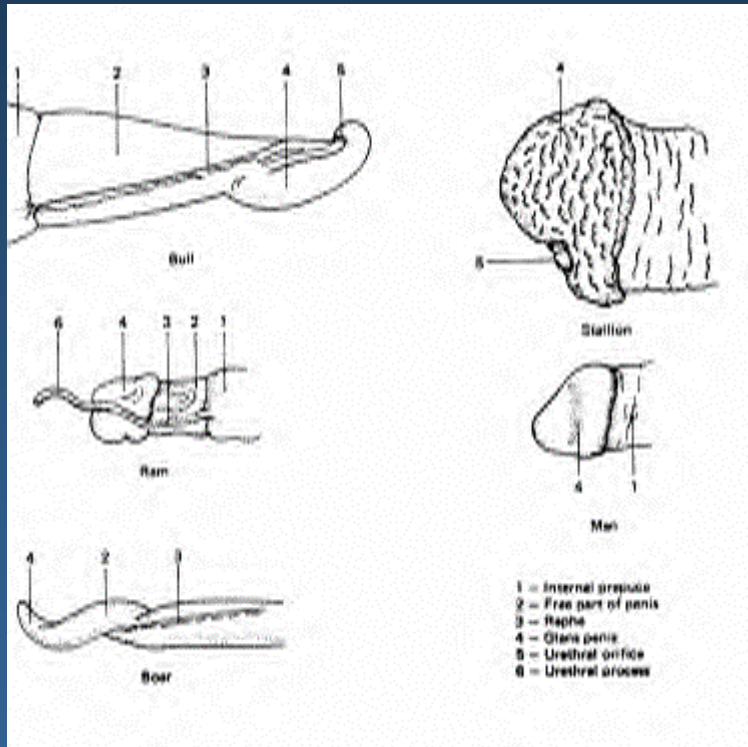 1 2 3 4 5
Bull
4
5
Stallion
6 4 3 2 1
Ram
4 1
Man
4 2 3
Boar
1 = Internal prepuce
2 = Free part of penis
3 = Raphe
4 = Glans penis
5 = Urethral orifice
6 = Urethral process